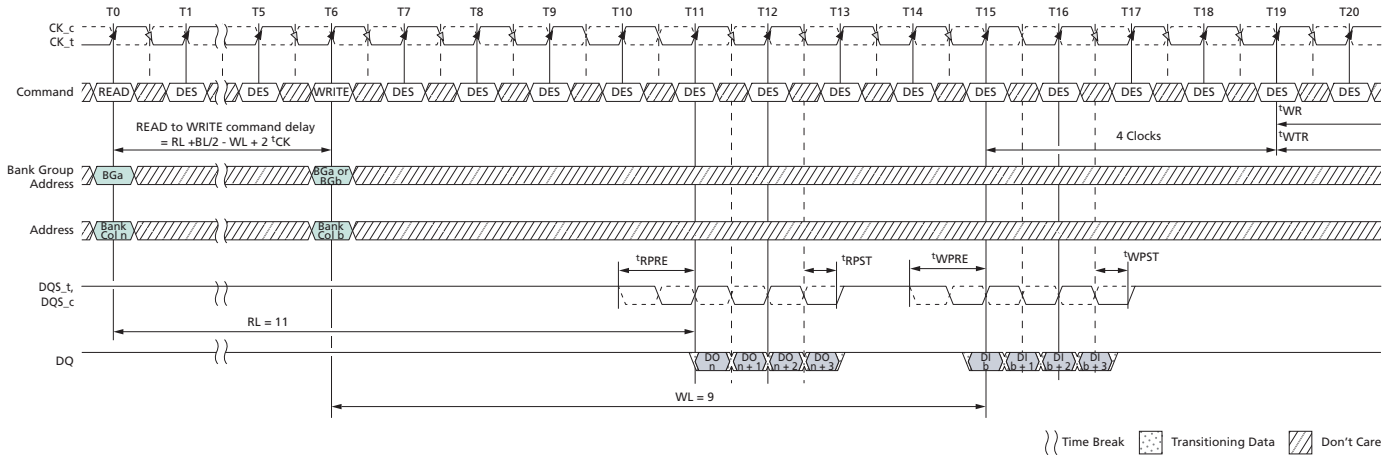 T0 T1 T5 T6 T7 T8 T9 T10 T11 T12 T13 T14 T15 T16 T17 T18 T19 T20
CK_c
CK_t
Command READ DES DES WRITE DES DES DES DES DES DES DES DES DES DES DES DES DES DES
tWR
READ to WRITE command delay
= RL +BL/2 - WL + 2 tCK
4 Clocks
tWTR
Bank Group
Address
BGa
BGa or
BGb
Address
Bank
Col n
Bank
Col b
tRPRE tRPST tWPRE tWPST
DQS_t,
DQS_c
RL = 11
DQ
DO
n
DO
n + 1
DO
n + 2
DO
n + 3
DI
b
DI
b + 1
DI
b + 2
DI
b + 3
WL = 9
Time Break Transitioning Data Don't Care